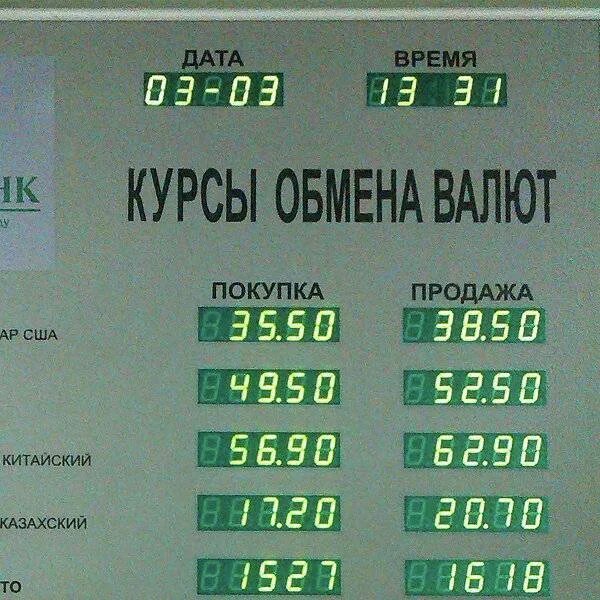 ДАТА ВРЕМЯ
03-03 13 31
НК
КУРСЫ ОБМЕНА ВАЛЮТ
ПОКУПКА ПРОДАЖА
АР США 35.50 38.50
49.50 52.50
КИТАЙСКИЙ 56.90 62.90
КАЗАХСКИЙ 17.20 20.70
ТО 1527 1618